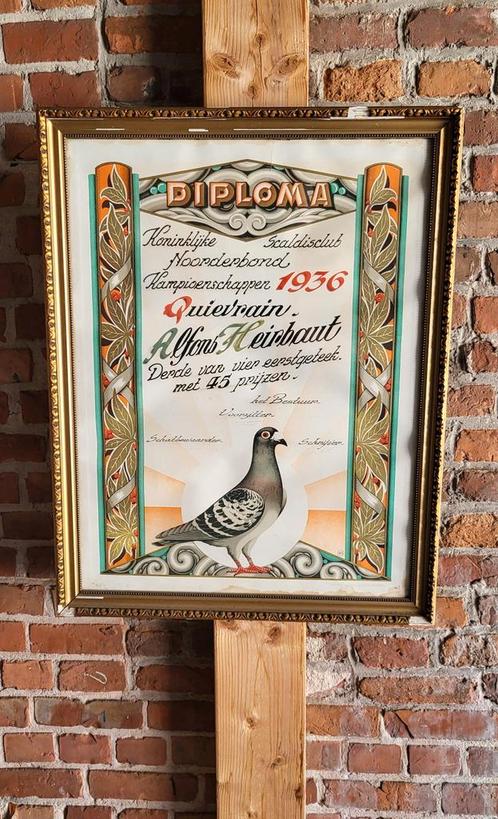 DIPLOMA
Koninklijke Scaldisclub
Noorderbond
Kampioenschappen 1936
Quiévrain.
Alfons Heirbaut
Derde van vier eerstgeteek.
met 45 prijzen.
het Bestuur
Voorzitter
Schatbewaarder Schrijver